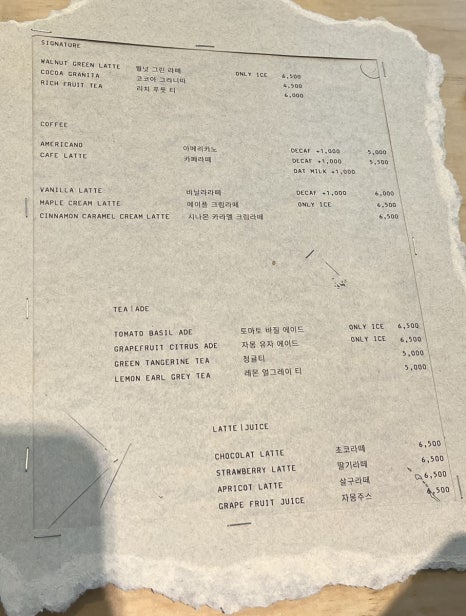 SIGNATURE
WALNUT GREEN LATTE 월넛 그린 라떼 ONLY ICE 6,500
COCOA GRANITA 코코아 그라니타 6,500
RICH FRUIT TEA 리치 푸룻 티 6,000
COFFEE
AMERICANO 아메리카노 DECAF +1,000 5,000
CAFE LATTE 카페라떼 DECAF +1,000 5,500
OAT MILK +1,000
VANILLA LATTE 바닐라라떼 DECAF +1,000 6,000
MAPLE CREAM LATTE 메이플 크림라떼 ONLY ICE 6,500
CINNAMON CARAMEL CREAM LATTE 시나몬 카라멜 크림라떼 6,500
TEA|ADE
TOMATO BASIL ADE 토마토 바질 에이드 ONLY ICE 6,500
GRAPEFRUIT CITRUS ADE 자몽 유자 에이드 ONLY ICE 6,500
GREEN TANGERINE TEA 청귤티 5,000
LEMON EARL GREY TEA 레몬 얼그레이 티 5,000
LATTE|JUICE
CHOCOLAT LATTE 초코라떼 6,500
STRAWBERRY LATTE 딸기라떼 6,500
APRICOT LATTE 살구라떼 6,500
GRAPE FRUIT JUICE 자몽주스 6,500